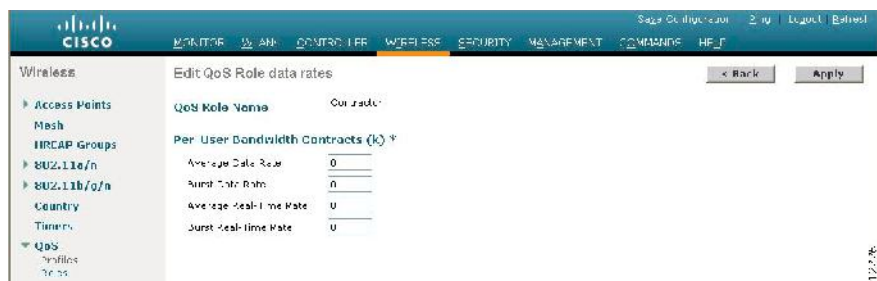 Save Configuration Ping Logout Refresh
CISCO
MONITOR WLANs CONTROLLER WIRELESS SECURITY MANAGEMENT COMMANDS HELP
Wireless
Edit QoS Role data rates
< Back
Apply
Access Points
Mesh
HREAP Groups
802.11a/n
802.11b/g/n
Country
Timers
QoS
Profiles
Roles
QoS Role Name Contractor
Per User Bandwidth Contracts (k) *
Average Data Rate 0
Burst Data Rate 0
Average Real-Time Rate 0
Burst Real-Time Rate 0